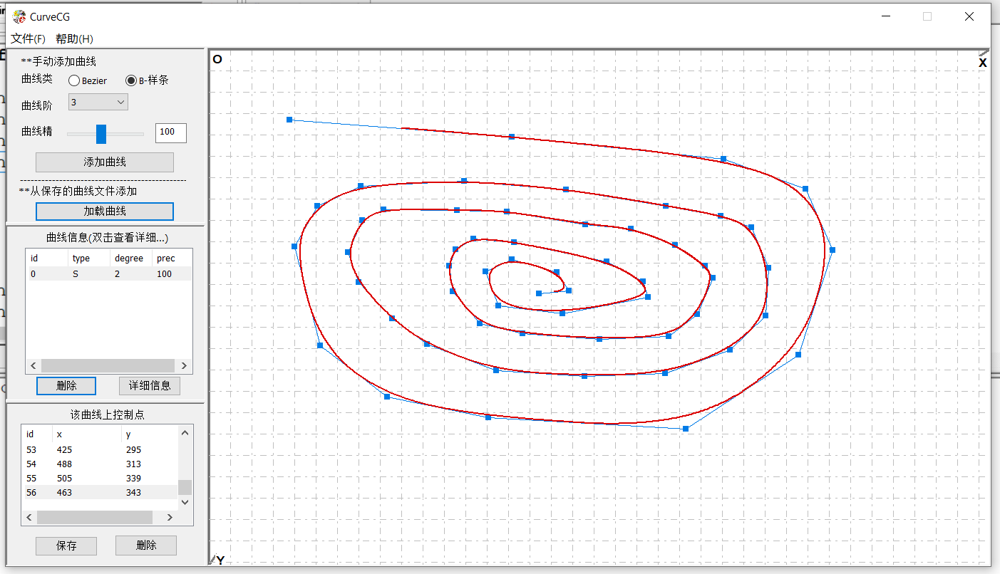 CurveCG
文件(F) 帮助(H)
**手动添加曲线
曲线类 Bezier B-样条
曲线阶 3
曲线精 100
添加曲线
**从保存的曲线文件添加
加载曲线
曲线信息(双击查看详细...)
id type degree prec
0 S 2 100
删除 详细信息
该曲线上控制点
id x y
53 425 295
54 488 313
55 505 339
56 463 343
保存 删除
O
X
Y